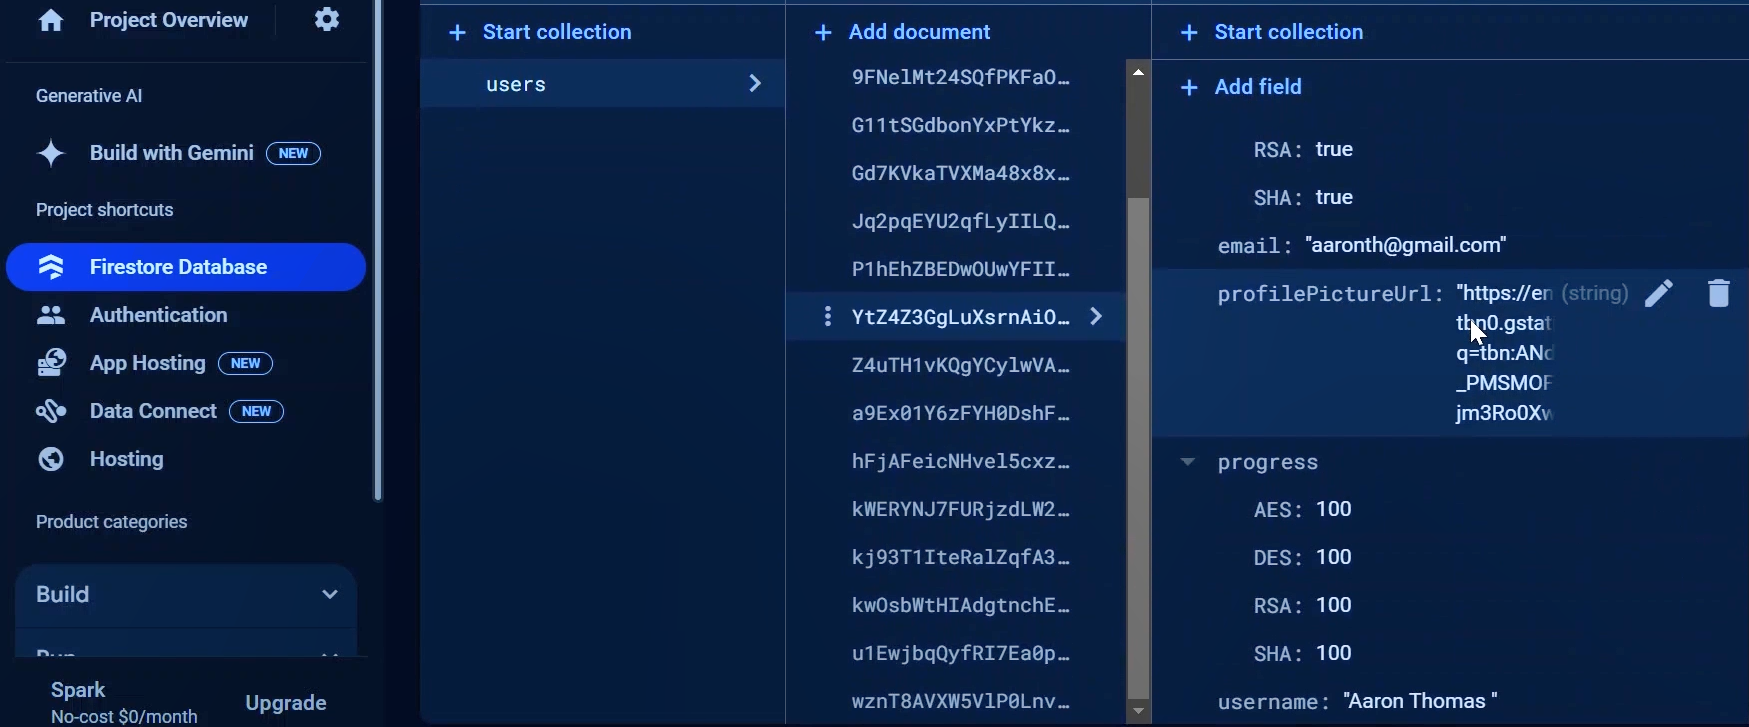 Project Overview
Generative AI
Build with Gemini NEW
Project shortcuts
Firestore Database
Authentication
App Hosting NEW
Data Connect NEW
Hosting
Product categories
Build
Spark
No-cost $0/month
Upgrade
+ Start collection
users
+ Add document
9FNelMt24SQfPKFaO…
G11tSGdbonYxPtYkz…
Gd7KVkaTVXMa48x8x…
Jq2pqEYU2qfLyIILQ…
P1hEhZBEDwOUwYFII…
YtZ4Z3GgLuXsrnAiO…
Z4uTH1vKQgYCylwVA…
a9Ex01Y6zFYH0DshF…
hFjAFeicNHvel5cxz…
kWERYNJ7FURjzdLW2…
kj93T1IteRalZqfA3…
kwOsbWtHIAdgtnchE…
u1EwjbqQyfRI7Ea0p…
wznT8AVXW5VlP0Lnv…
+ Start collection
+ Add field
RSA: true
SHA: true
email: "aaronth@gmail.com"
profilePictureUrl: "https://en (string)
tbn0.gstat
q=tbn:ANd
_PMSMOF
jm3Ro0Xw
progress
AES: 100
DES: 100
RSA: 100
SHA: 100
username: "Aaron Thomas "